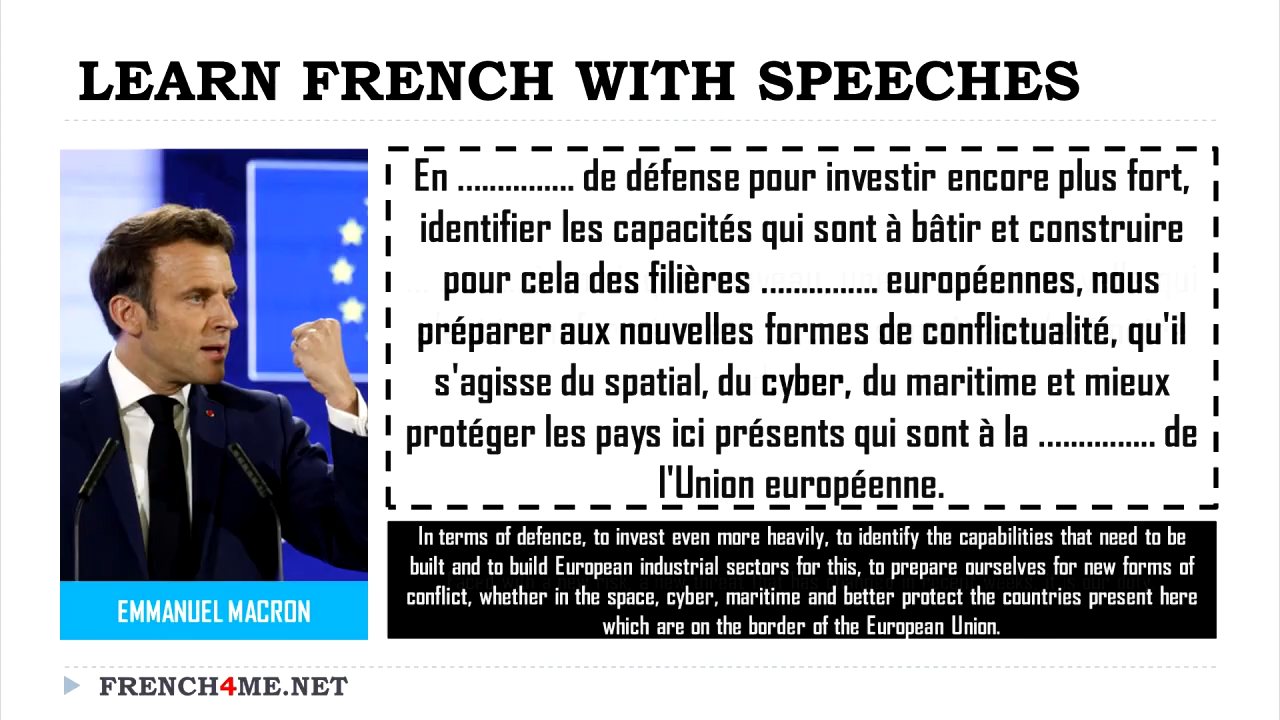 LEARN FRENCH WITH SPEECHES
En ............... de défense pour investir encore plus fort,
identifier les capacités qui sont à bâtir et construire
pour cela des filières ............... européennes, nous
préparer aux nouvelles formes de conflictualité, qu'il
s'agisse du spatial, du cyber, du maritime et mieux
protéger les pays ici présents qui sont à la ............... de
l'Union européenne.
In terms of defence, to invest even more heavily, to identify the capabilities that need to be
built and to build European industrial sectors for this, to prepare ourselves for new forms of
conflict, whether in the space, cyber, maritime and better protect the countries present here
which are on the border of the European Union.
EMMANUEL MACRON
FRENCH4ME.NET